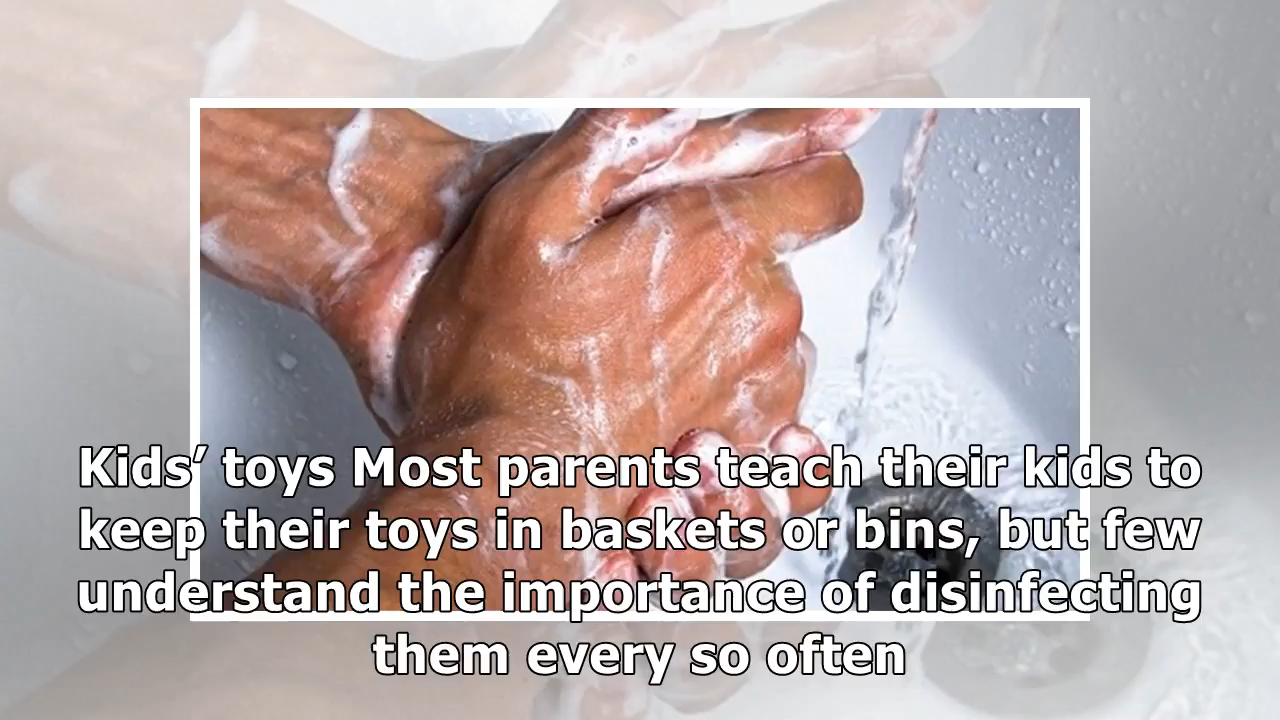 Kids’ toys Most parents teach their kids to
keep their toys in baskets or bins, but few
understand the importance of disinfecting
them every so often